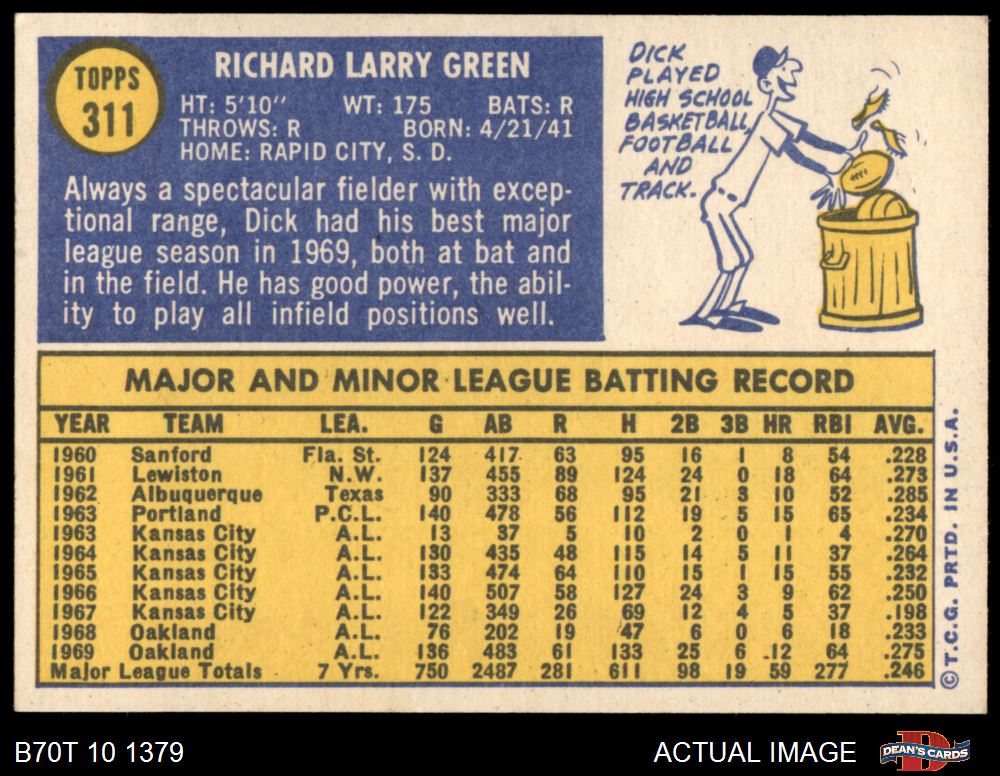 TOPPS
311
RICHARD LARRY GREEN
HT: 5'10" WT: 175 BATS: R
THROWS: R BORN: 4/21/41
HOME: RAPID CITY, S. D.
Always a spectacular fielder with excep-
tional range, Dick had his best major
league season in 1969, both at bat and
in the field. He has good power, the abil-
ity to play all infield positions well.
DICK
PLAYED
HIGH SCHOOL
BASKETBALL,
FOOTBALL
AND
TRACK.
MAJOR AND MINOR LEAGUE BATTING RECORD
YEAR TEAM LEA. G AB R H 2B 3B HR RBI AVG.
1960 Sanford Fla. St. 124 417 63 95 16 1 8 54 .228
1961 Lewiston N.W. 137 455 89 124 24 0 18 64 .273
1962 Albuquerque Texas 90 333 68 95 21 3 10 52 .285
1963 Portland P.C.L. 140 478 56 112 19 5 15 65 .234
1963 Kansas City A.L. 13 37 5 10 2 0 1 4 .270
1964 Kansas City A.L. 130 435 48 115 14 5 11 37 .264
1965 Kansas City A.L. 133 474 64 110 15 1 15 55 .232
1966 Kansas City A.L. 140 507 58 127 24 3 9 62 .250
1967 Kansas City A.L. 122 349 26 69 12 4 5 37 .198
1968 Oakland A.L. 76 202 19 47 6 0 6 18 .233
1969 Oakland A.L. 136 483 61 133 25 6 12 64 .275
Major League Totals 7 Yrs. 750 2487 281 611 98 19 59 277 .246
©T.C.G. PRTD. IN U.S.A.
B70T 10 1379 ACTUAL IMAGE
DEAN'S CARDS